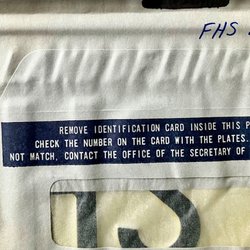 FHS
REMOVE IDENTIFICATION CARD INSIDE THIS P
CHECK THE NUMBER ON THE CARD WITH THE PLATES.
NOT MATCH, CONTACT THE OFFICE OF THE SECRETARY OF